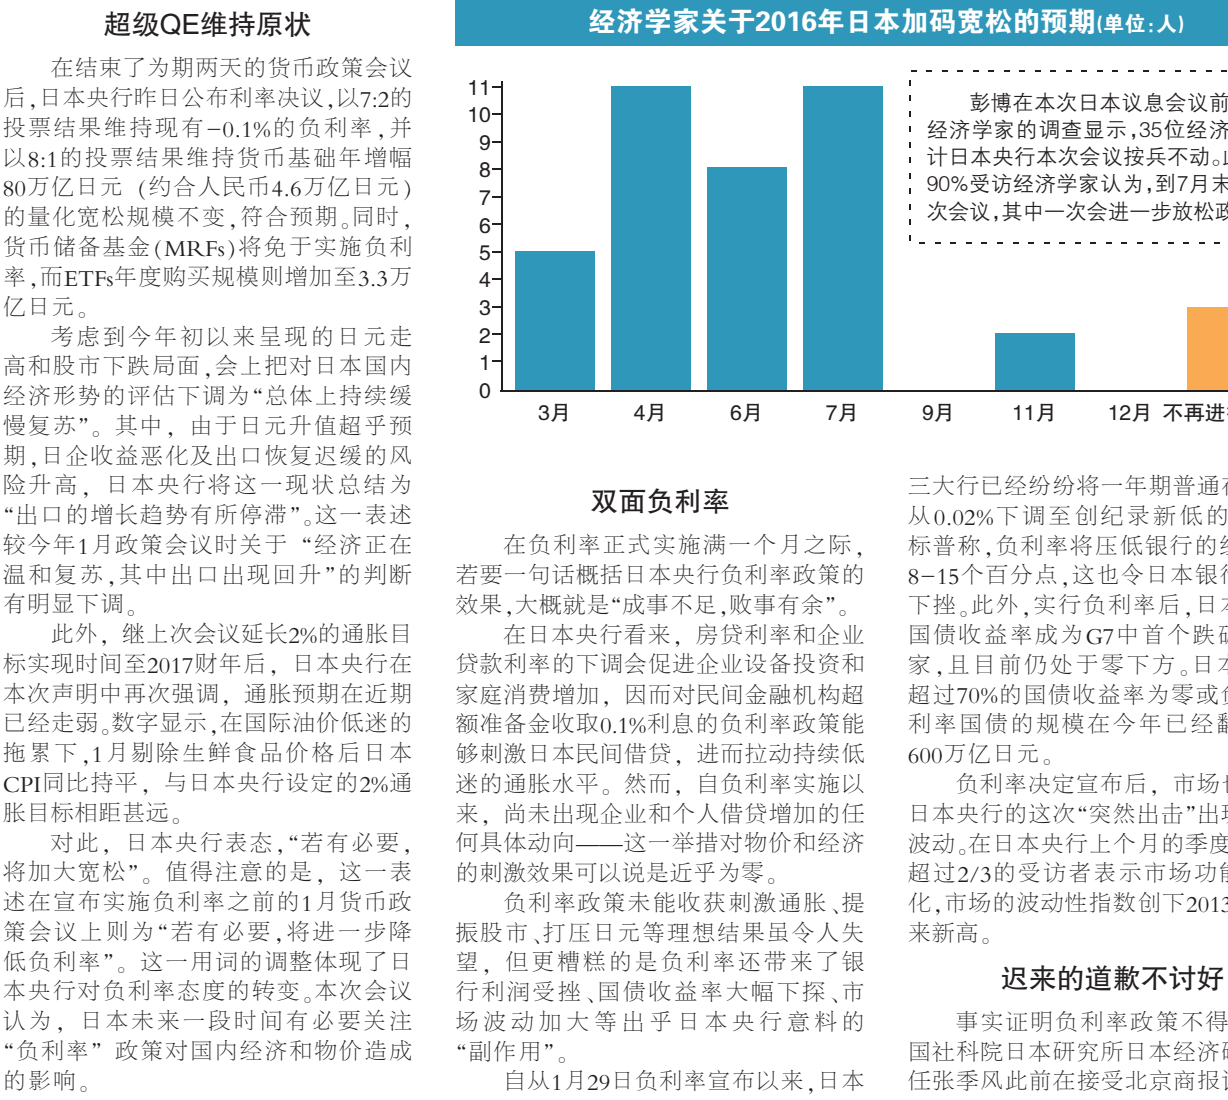 超级QE维持原状
在结束了为期两天的货币政策会议
后,日本央行昨日公布利率决议,以7:2的
投票结果维持现有-0.1%的负利率,并
以8:1的投票结果维持货币基础年增幅
80万亿日元 (约合人民币4.6万亿日元)
的量化宽松规模不变,符合预期。同时,
货币储备基金(MRFs)将免于实施负利
率,而ETFs年度购买规模则增加至3.3万
亿日元。
考虑到今年初以来呈现的日元走
高和股市下跌局面,会上把对日本国内
经济形势的评估下调为“总体上持续缓
慢复苏”。其中, 由于日元升值超乎预
期,日企收益恶化及出口恢复迟缓的风
险升高, 日本央行将这一现状总结为
“出口的增长趋势有所停滞”。这一表述
较今年1月政策会议时关于 “经济正在
温和复苏,其中出口出现回升”的判断
有明显下调。
此外, 继上次会议延长2%的通胀目
标实现时间至2017财年后, 日本央行在
本次声明中再次强调, 通胀预期在近期
已经走弱。数字显示,在国际油价低迷的
拖累下,1月剔除生鲜食品价格后日本
CPI同比持平, 与日本央行设定的2%通
胀目标相距甚远。
对此, 日本央行表态,“若有必要,
将加大宽松”。值得注意的是, 这一表
述在宣布实施负利率之前的1月货币政
策会议上则为“若有必要,将进一步降
低负利率”。这一用词的调整体现了日
本央行对负利率态度的转变。本次会议
认为, 日本未来一段时间有必要关注
“负利率” 政策对国内经济和物价造成
的影响。
经济学家关于2016年日本加码宽松的预期(单位:人)
11
10
9
8
7
6
5
4
3
2
1
0
3月 4月 6月 7月 9月 11月 12月 不再进
彭博在本次日本议息会议前
经济学家的调查显示,35位经济
计日本央行本次会议按兵不动。
90%受访经济学家认为,到7月末
次会议,其中一次会进一步放松政
双面负利率
在负利率正式实施满一个月之际,
若要一句话概括日本央行负利率政策的
效果,大概就是“成事不足,败事有余”。
在日本央行看来, 房贷利率和企业
贷款利率的下调会促进企业设备投资和
家庭消费增加, 因而对民间金融机构超
额准备金收取0.1%利息的负利率政策能
够刺激日本民间借贷, 进而拉动持续低
迷的通胀水平。然而, 自负利率实施以
来, 尚未出现企业和个人借贷增加的任
何具体动向——这一举措对物价和经济
的刺激效果可以说是近乎为零。
负利率政策未能收获刺激通胀、提
振股市、打压日元等理想结果虽令人失
望, 但更糟糕的是负利率还带来了银
行利润受挫、国债收益率大幅下探、市
场波动加大等出乎日本央行意料的
“副作用”。
自从1月29日负利率宣布以来,日本
三大行已经纷纷将一年期普通
从0.02%下调至创纪录新低的
标普称,负利率将压低银行的
8-15个百分点,这也令日本银
下挫。此外,实行负利率后,日
国债收益率成为G7中首个跌
家,且目前仍处于零下方。日
超过70%的国债收益率为零或
利率国债的规模在今年已经
600万亿日元。
负利率决定宣布后, 市场
日本央行的这次“突然出击”出
波动。在日本央行上个月的季度
超过2/3的受访者表示市场功
化,市场的波动性指数创下2013
来新高。
迟来的道歉不讨好
事实证明负利率政策不得
国社科院日本研究所日本经济
任张季风此前在接受北京商报